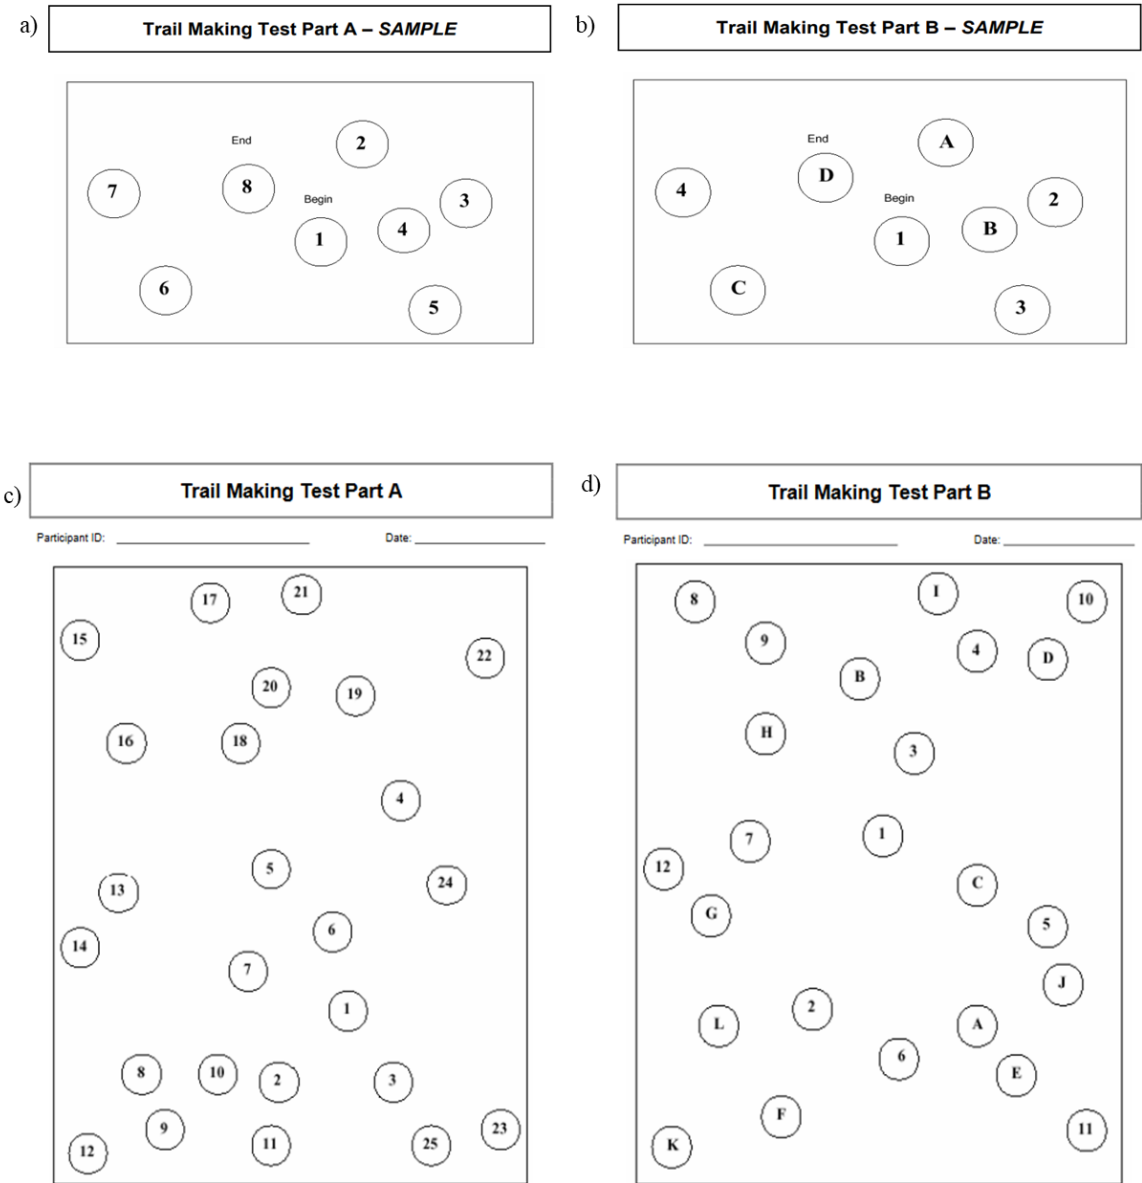 a)
Trail Making Test Part A – SAMPLE
End
2
7
8
Begin
3
1
4
6
5
b)
Trail Making Test Part B – SAMPLE
End
A
4
D
Begin
2
1
B
C
3
c)
Trail Making Test Part A
Participant ID: ____________ Date: ____________
17
21
15
22
20
19
16
18
4
5
24
13
6
14
7
1
8
10
2
3
9
23
12
11
25
d)
Trail Making Test Part B
Participant ID: ____________ Date: ____________
8
I
10
9
4
D
B
H
3
1
7
12
C
G
5
J
2
L
A
6
E
F
11
K